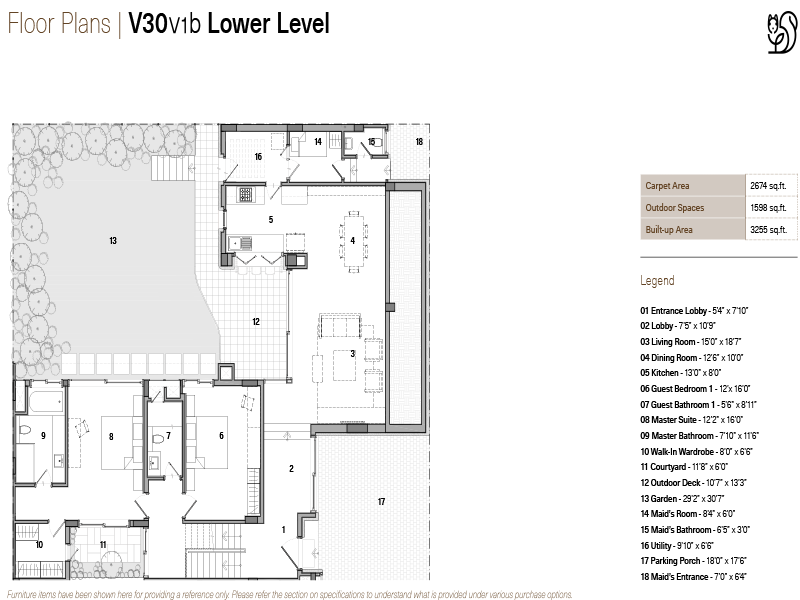 Floor Plans | V30v1b Lower Level
Carpet Area 2674 sq.ft.
Outdoor Spaces 1598 sq.ft.
Built-up Area 3255 sq.ft.
Legend
01 Entrance Lobby - 5'4" x 7'10"
02 Lobby - 7'5" x 10'9"
03 Living Room - 15'0" x 18'7"
04 Dining Room - 12'6" x 10'0"
05 Kitchen - 13'0" x 8'0"
06 Guest Bedroom 1 - 12'x 16'0"
07 Guest Bathroom 1 - 5'6" x 8'11"
08 Master Suite - 12'2" x 16'0"
09 Master Bathroom - 7'10" x 11'6"
10 Walk-In Wardrobe - 8'0" x 6'6"
11 Courtyard - 11'8" x 6'0"
12 Outdoor Deck - 10'7" x 13'3"
13 Garden - 29'2" x 30'7"
14 Maid's Room - 8'4" x 6'0"
15 Maid's Bathroom - 6'5" x 3'0"
16 Utility - 9'10" x 6'6"
17 Parking Porch - 18'0" x 17'6"
18 Maid's Entrance - 7'0" x 6'4"
14
15
18
16
5
13
4
12
3
9
8
7
6
2
17
1
10
11
Furniture items have been shown here for providing a reference only. Please refer the section on specifications to understand what is provided under various purchase options.